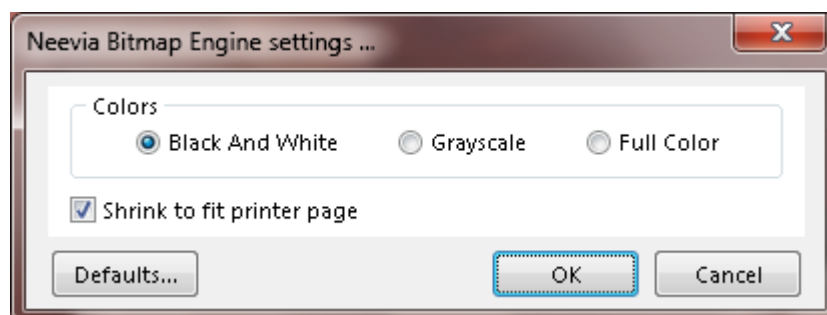 Neevia Bitmap Engine settings ...
Colors
Black And White Grayscale Full Color
Shrink to fit printer page
Defaults... OK Cancel